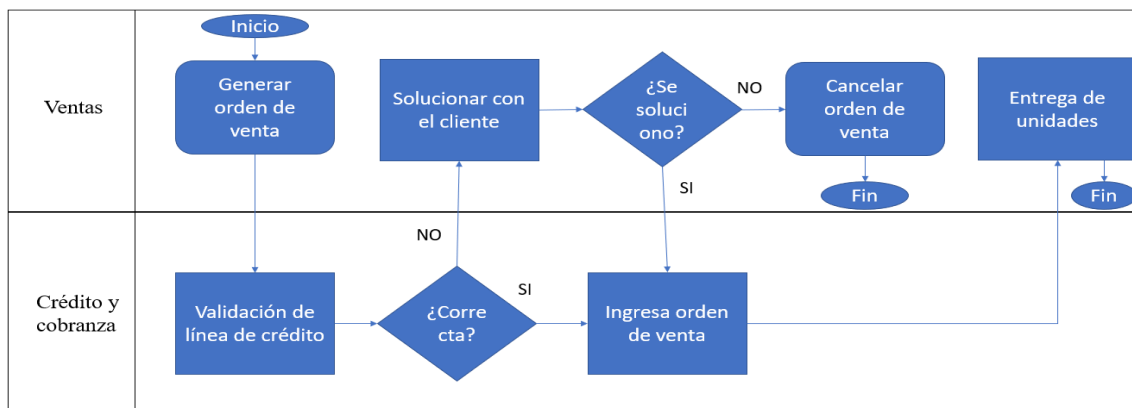 Inicio
Ventas
Generar
orden de
venta
Solucionar con
el cliente
¿Se
soluci
ono?
NO
Cancelar
orden de
venta
Entrega de
unidades
SI
Fin
Fin
Crédito y
cobranza
NO
Validación de
línea de crédito
¿Corre
cta?
SI
Ingresa orden
de venta